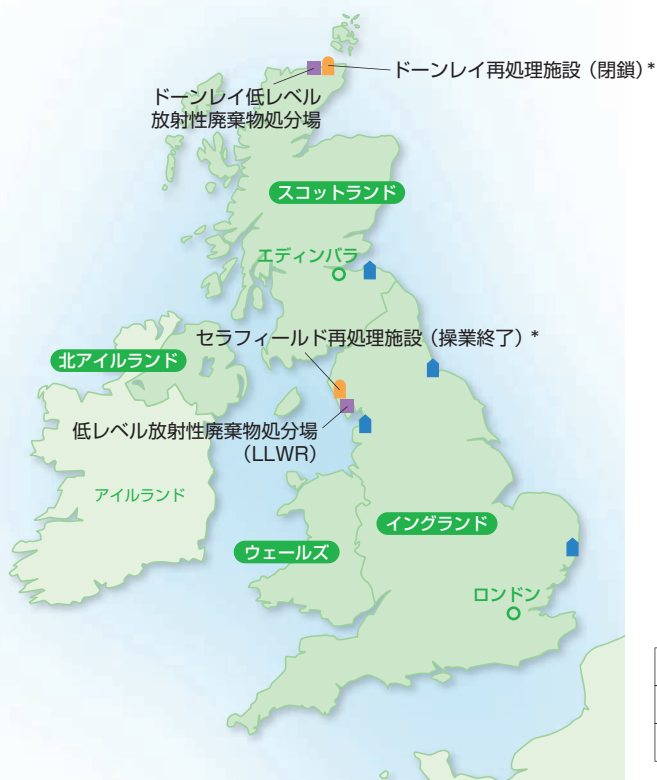 ドーンレイ再処理施設（閉鎖）*
ドーンレイ低レベル
放射性廃棄物処分場
スコットランド
エディンバラ
セラフィールド再処理施設（操業終了）*
北アイルランド
低レベル放射性廃棄物処分場
（LLWR）
アイルランド
イングランド
ウェールズ
ロンドン